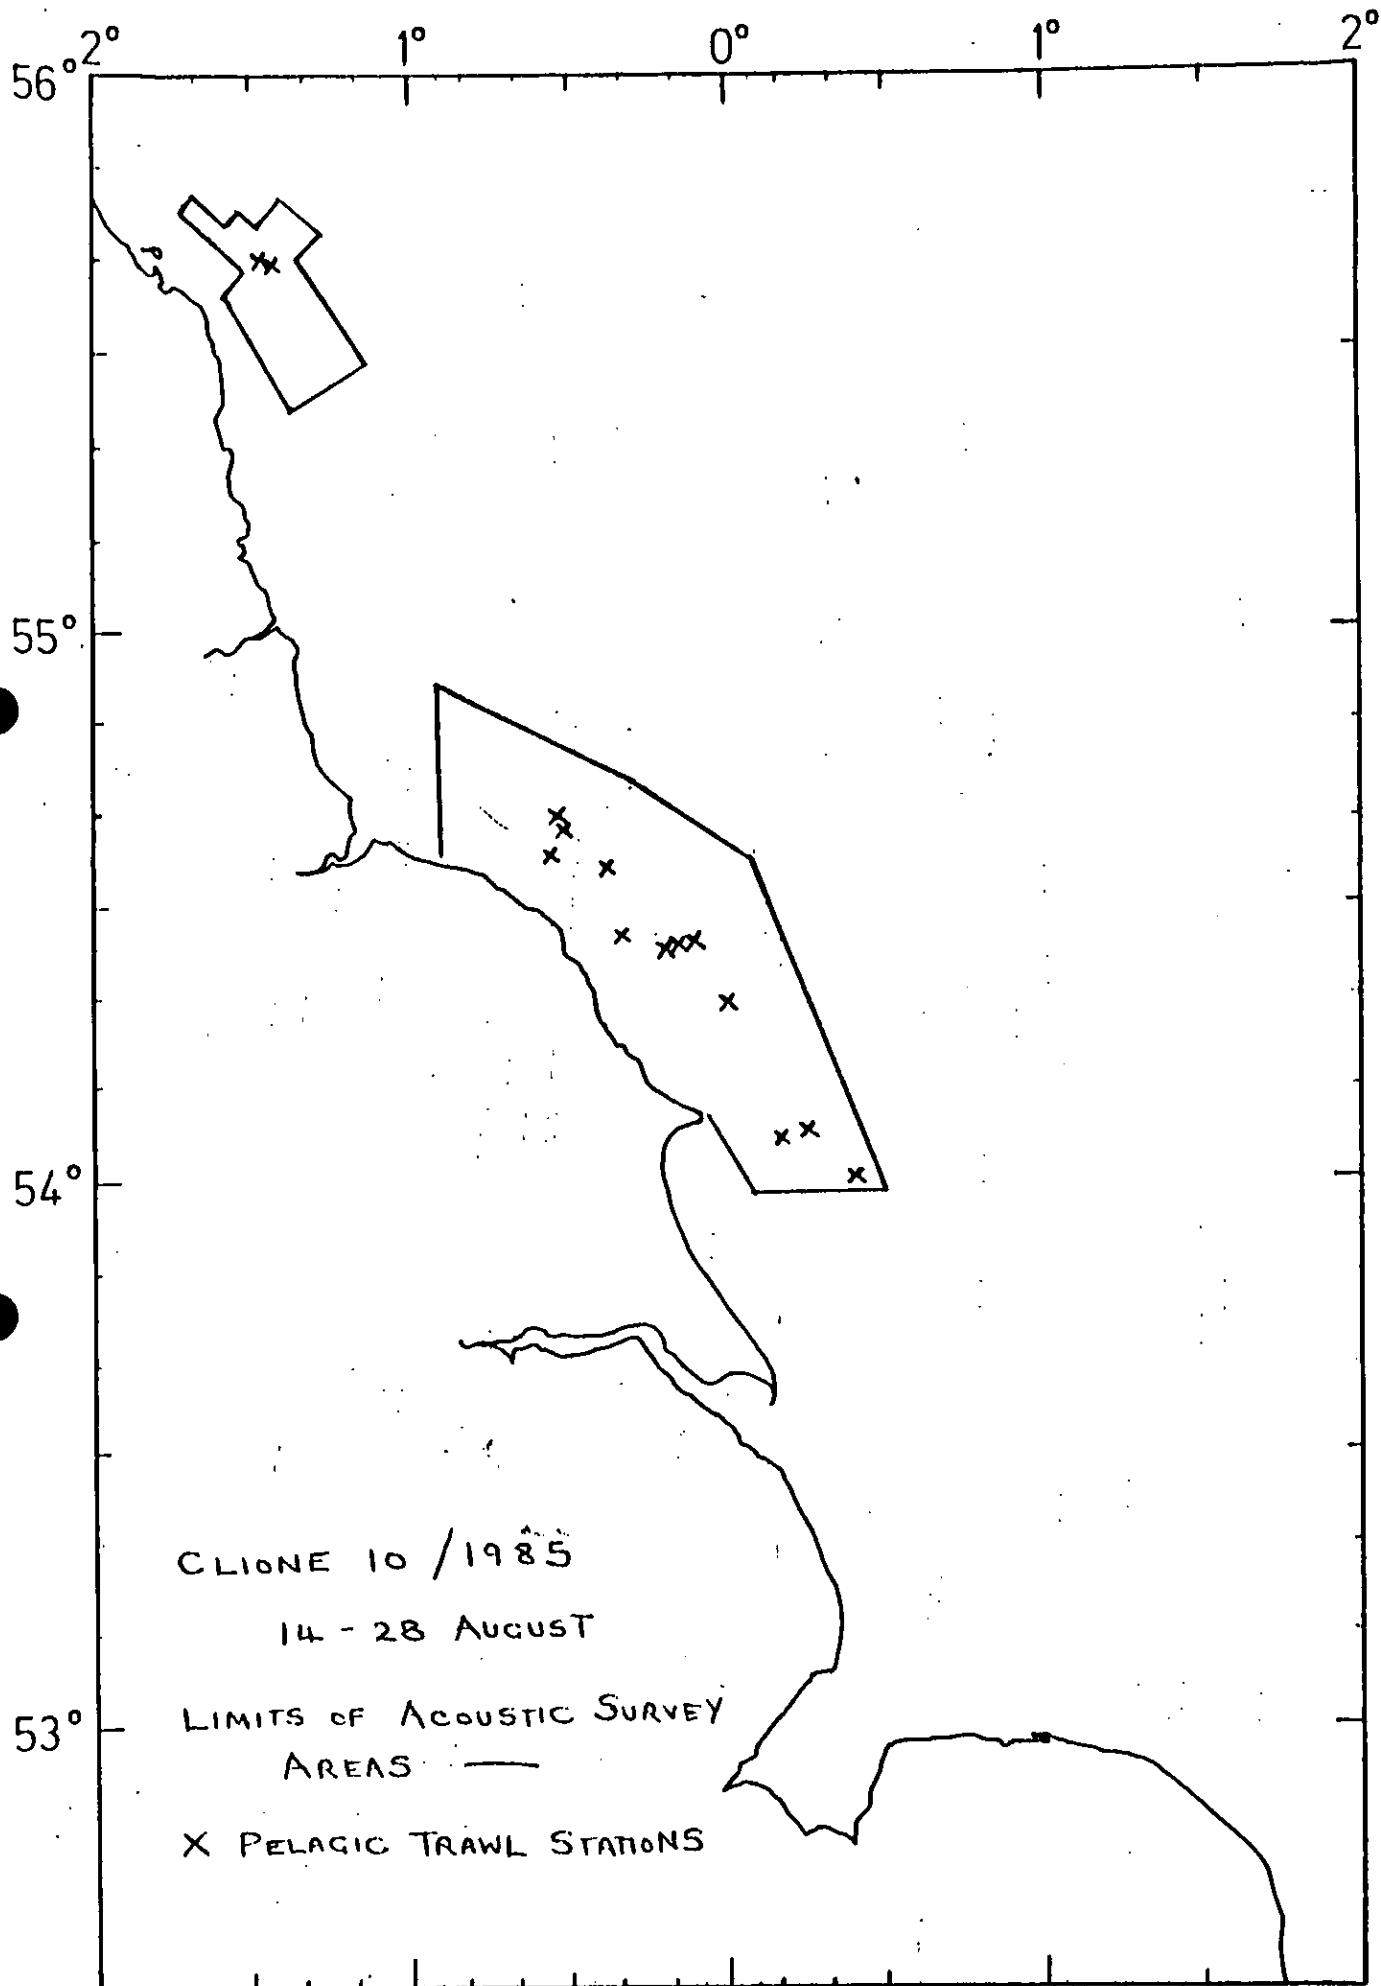 2° 1° 0° 1° 2°
56°
55°
54°
53°
CLIONE 10 / 1985
14 - 28 AUGUST
LIMITS OF ACOUSTIC SURVEY
AREAS —
X PELAGIC TRAWL STATIONS